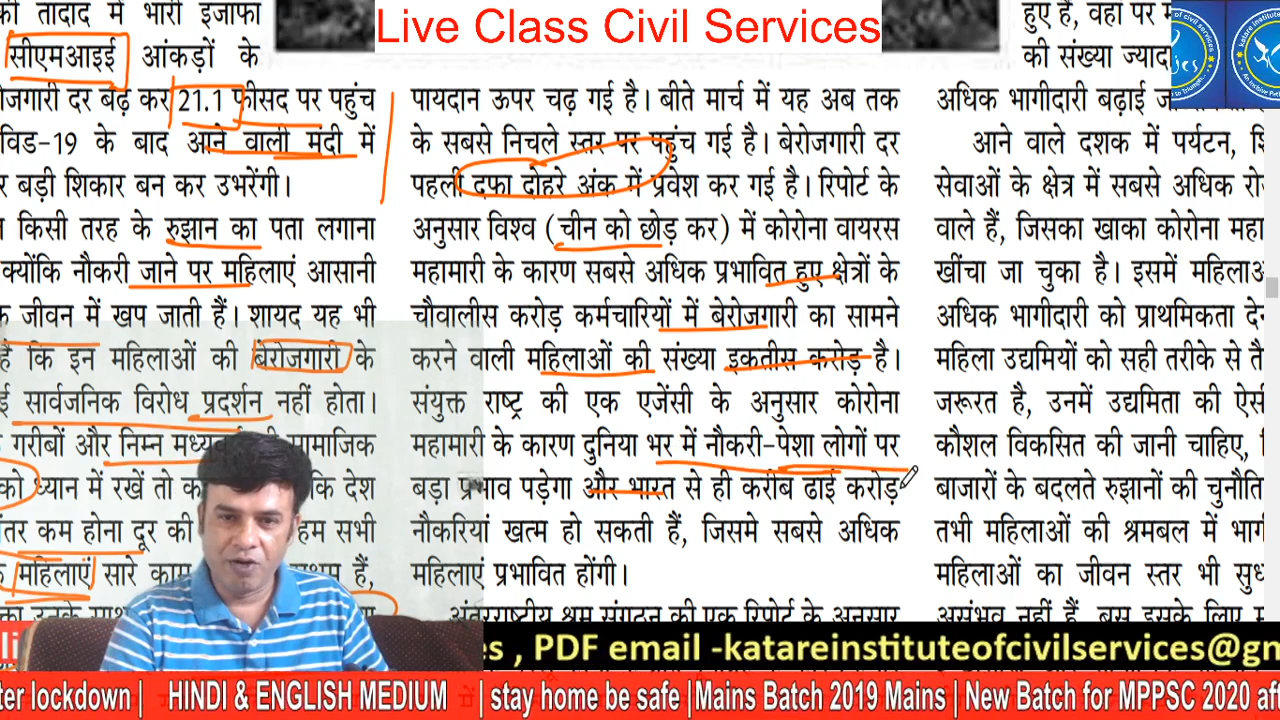 Live Class Civil Services
की तादाद में भारी इजाफा
सीएमआइई आंकड़ों के
दर बढ़ कर 21.1 फीसद पर पहुंच
के बाद आने वाली मंदी में
बड़ी शिकार बन कर उभरेंगी।
किसी तरह के रुझान का पता लगाना
क्योंकि नौकरी जाने पर महिलाएं आसानी
जीवन में खप जाती हैं। शायद यह भी
है कि इन महिलाओं की बेरोजगारी के
सार्वजनिक विरोध प्रदर्शन नहीं होता।
गरीबों और निम्न
को ध्यान में रखें तो कि देश
कम होना दूर की हम सभी
महिलाएं सारे काम हैं,
पायदान ऊपर चढ़ गई है। बीते मार्च में यह अब तक
के सबसे निचले स्तर पर पहुंच गई है। बेरोजगारी दर
पहली दफा दोहरे अंक में प्रवेश कर गई है। रिपोर्ट के
अनुसार विश्व (चीन को छोड़ कर) में कोरोना वायरस
महामारी के कारण सबसे अधिक प्रभावित हुए क्षेत्रों के
चौवालीस करोड़ कर्मचारियों में बेरोजगारी का सामने
करने वाली महिलाओं की संख्या इकतीस करोड़ है।
संयुक्त राष्ट्र की एक एजेंसी के अनुसार कोरोना
महामारी के कारण दुनिया भर में नौकरी-पेशा लोगों पर
बड़ा प्रभाव पड़ेगा और भारत से ही करीब ढाई करोड़
नौकरियां खत्म हो सकती हैं, जिसमे सबसे अधिक
महिलाएं प्रभावित होंगी।
अंतरराष्ट्रीय श्रम संगठन की एक रिपोर्ट के अनुसार
हुए हैं, वहां पर
की संख्या
अधिक भागीदारी बढ़ाई
आने वाले दशक में पर्यटन,
सेवाओं के क्षेत्र में सबसे अधिक
वाले हैं, जिसका खाका कोरोना
खींचा जा चुका है। इसमें
अधिक भागीदारी को प्राथमिकता
महिला उद्यमियों को सही तरीके से
जरूरत है, उनमें उद्यमिता की
कौशल विकसित की जानी चाहिए,
बाजारों के बदलते रुझानों की
तभी महिलाओं की श्रमबल में
महिलाओं का जीवन स्तर भी
असंभव नहीं हैं, बस इसके लिए
, PDF email -katareinstituteofcivilservices@gm
lockdown | HINDI & ENGLISH MEDIUM | stay home be safe |Mains Batch 2019 Mains | New Batch for MPPSC 2020